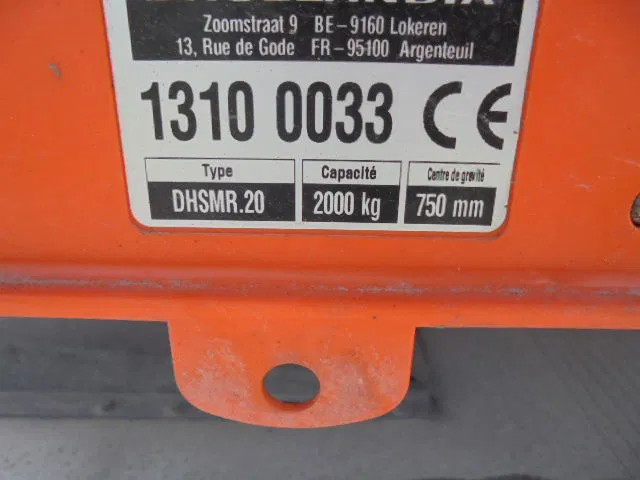 Zoomstraat 9 BE-9160 Lokeren
13, Rue de Gode FR-95100 Argenteuil
1310 0033 CE
Type Capacité Centre de gravité
DHSMR.20 2000 kg 750 mm